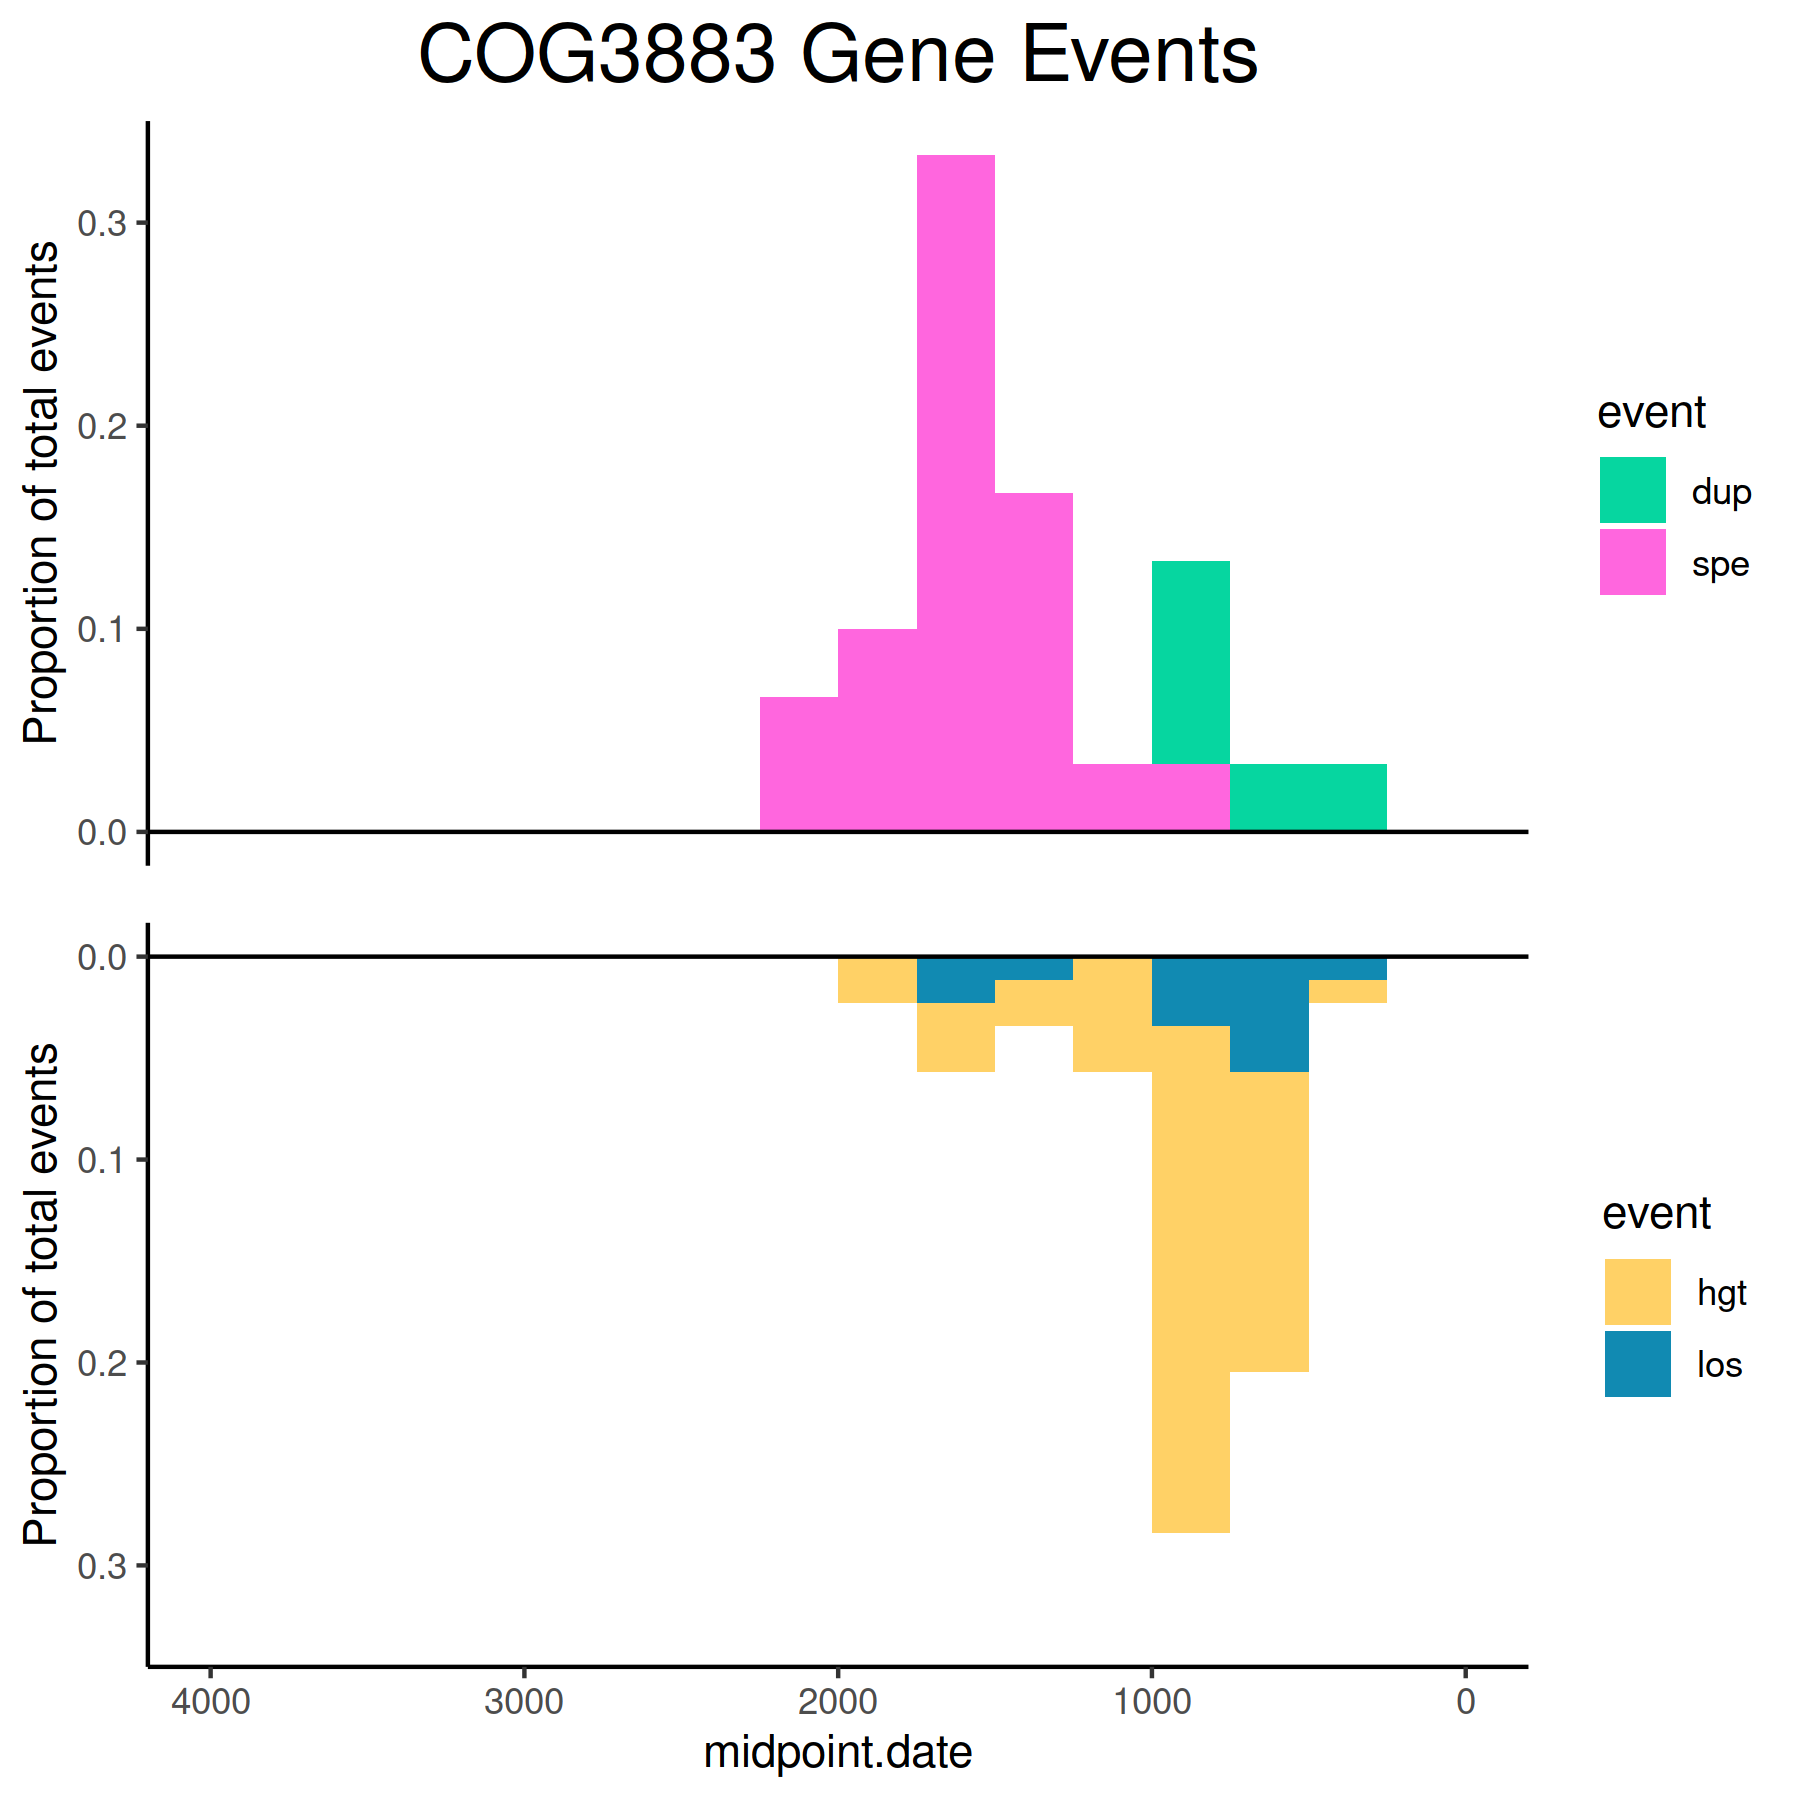 COG3883 Gene Events
Proportion of total events
0.3
0.2
0.1
0.0
event
dup
spe
Proportion of total events
0.0
0.1
0.2
0.3
event
hgt
los
4000 3000 2000 1000 0
midpoint.date